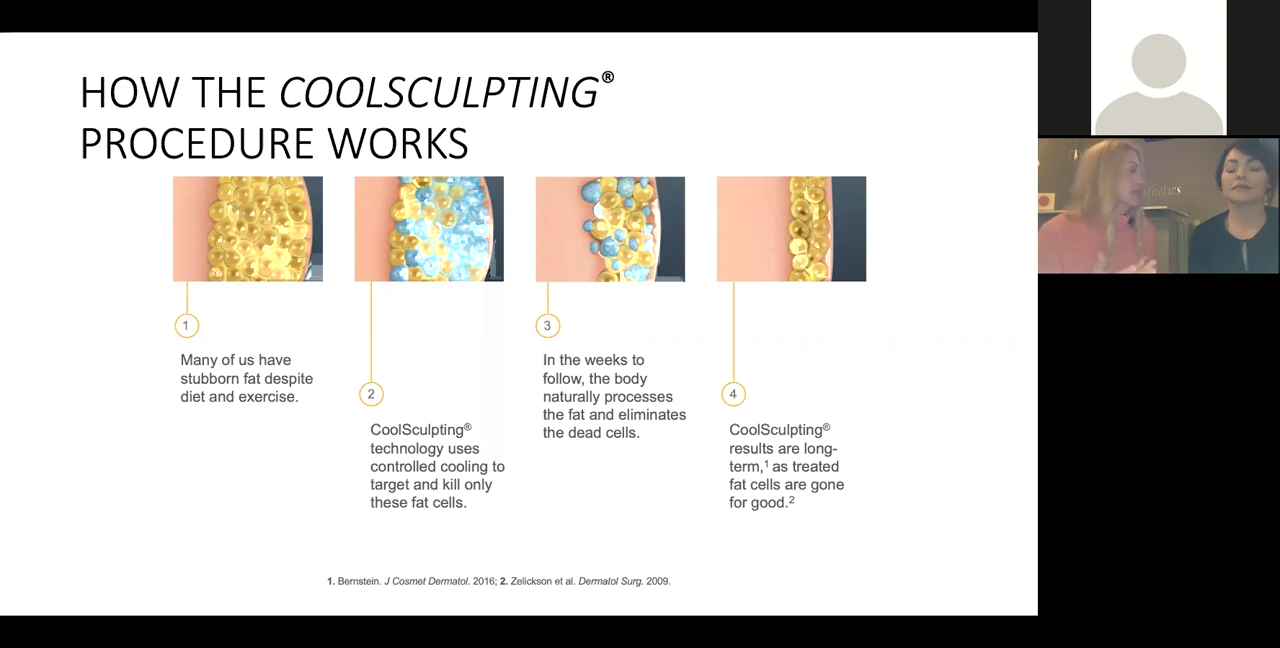 HOW THE COOLSCULPTING®
PROCEDURE WORKS
1
Many of us have
stubborn fat despite
diet and exercise.
2
CoolSculpting®
technology uses
controlled cooling to
target and kill only
these fat cells.
3
In the weeks to
follow, the body
naturally processes
the fat and eliminates
the dead cells.
4
CoolSculpting®
results are long-
term,¹ as treated
fat cells are gone
for good.²
1. Bernstein. J Cosmet Dermatol. 2016; 2. Zelickson et al. Dermatol Surg. 2009.